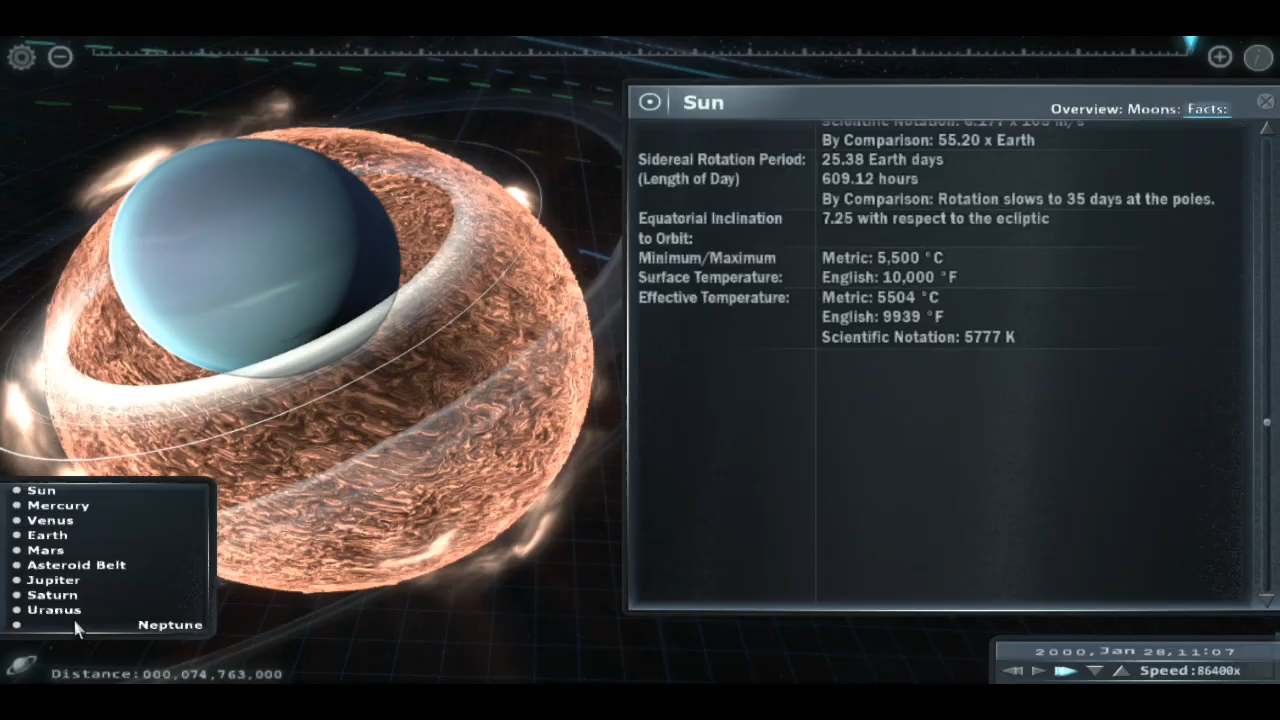 Sun
Overview: Moons: Facts:
Scientific Notation:
By Comparison: 55.20 x Earth
Sidereal Rotation Period: 25.38 Earth days
(Length of Day) 609.12 hours
By Comparison: Rotation slows to 35 days at the poles.
Equatorial Inclination 7.25 with respect to the ecliptic
to Orbit:
Minimum/Maximum Metric: 5,500 °C
Surface Temperature: English: 10,000 °F
Effective Temperature: Metric: 5504 °C
English: 9939 °F
Scientific Notation: 5777 K
Sun
Mercury
Venus
Earth
Mars
Asteroid Belt
Jupiter
Saturn
Uranus
Neptune
Distance:000,074,763,000
2000,Jan 28,11:07
Speed:86400x